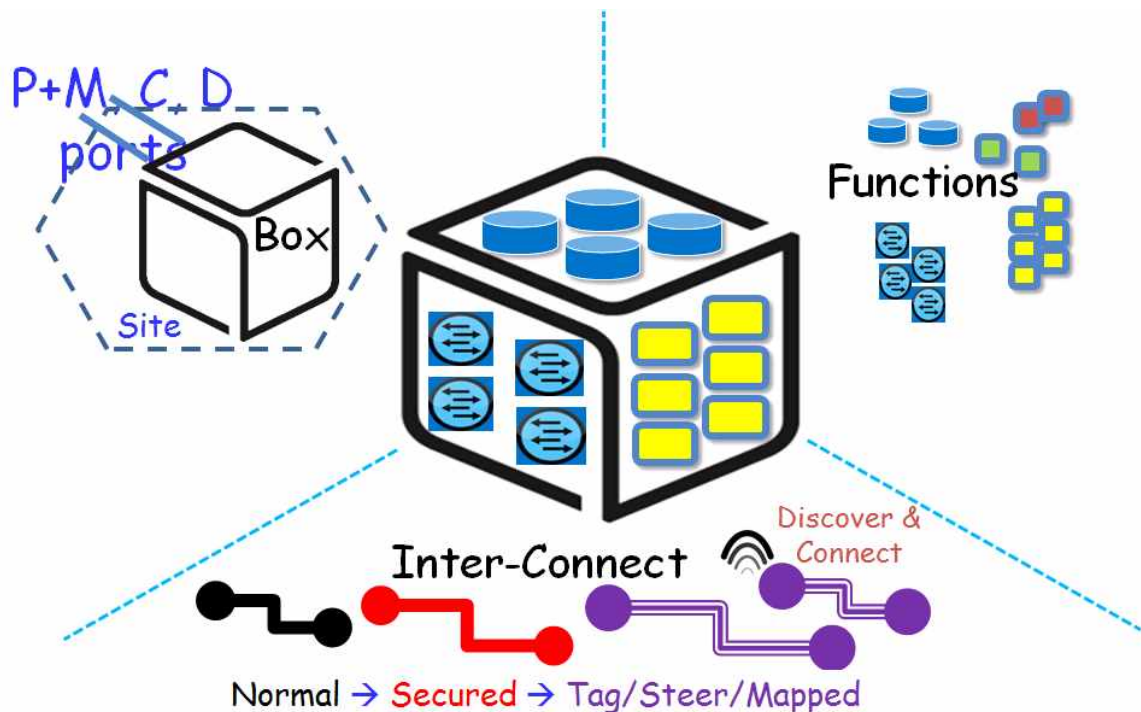 P+M, C, D
ports
Box
Site
Functions
Discover &
Connect
Inter-Connect
Normal → Secured → Tag/Steer/Mapped